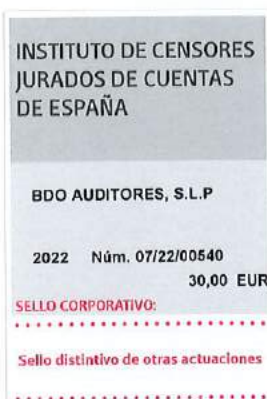 INSTITUTO DE CENSORES
JURADOS DE CUENTAS
DE ESPAÑA
BDO AUDITORES, S.L.P
2022 Núm. 07/22/00540
30,00 EUR
SELLO CORPORATIVO:
Sello distintivo de otras actuaciones